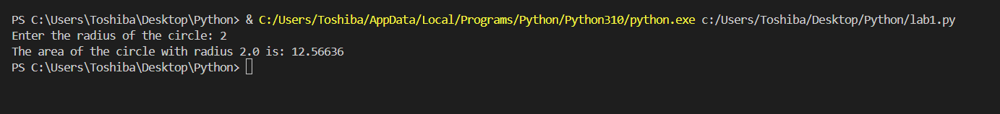 PS C:\Users\Toshiba\Desktop\Python> & C:/Users/Toshiba/AppData/Local/Programs/Python/Python310/python.exe c:/Users/Toshiba/Desktop/Python/lab1.py
Enter the radius of the circle: 2
The area of the circle with radius 2.0 is: 12.56636
PS C:\Users\Toshiba\Desktop\Python>